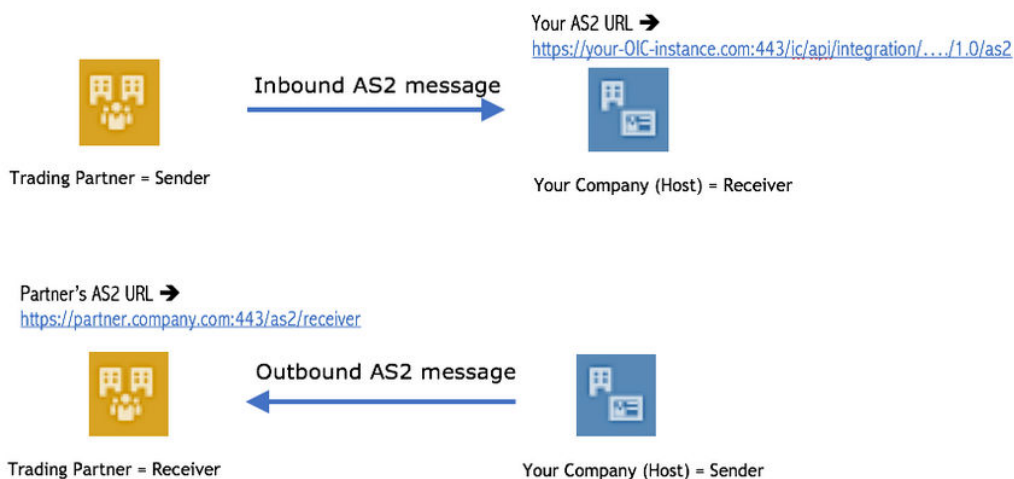 Your AS2 URL ➔
https://your-OIC-instance.com:443/ic/api/integration/…./1.0/as2
Inbound AS2 message
Trading Partner = Sender
Your Company (Host) = Receiver
Partner's AS2 URL ➔
https://partner.company.com:443/as2/receiver
Outbound AS2 message
Trading Partner = Receiver
Your Company (Host) = Sender